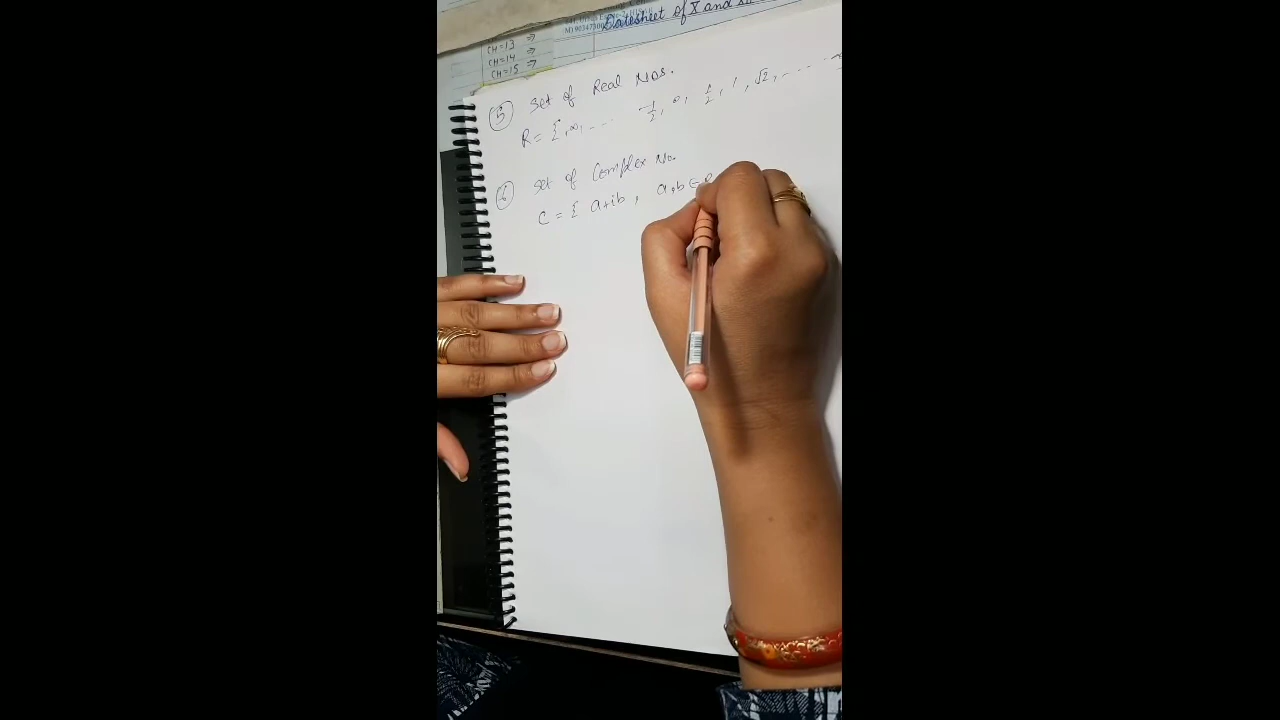 Datesheet of X and
CH=13 ⇒
CH=14 ⇒
CH=15 ⇒
5 Set of Real Nos.
R = { , ∞, - ... -1/2, 0, 1/2, 1, √2, ....
6 Set of Complex No.
C = { a+ib , a,b ∈ R